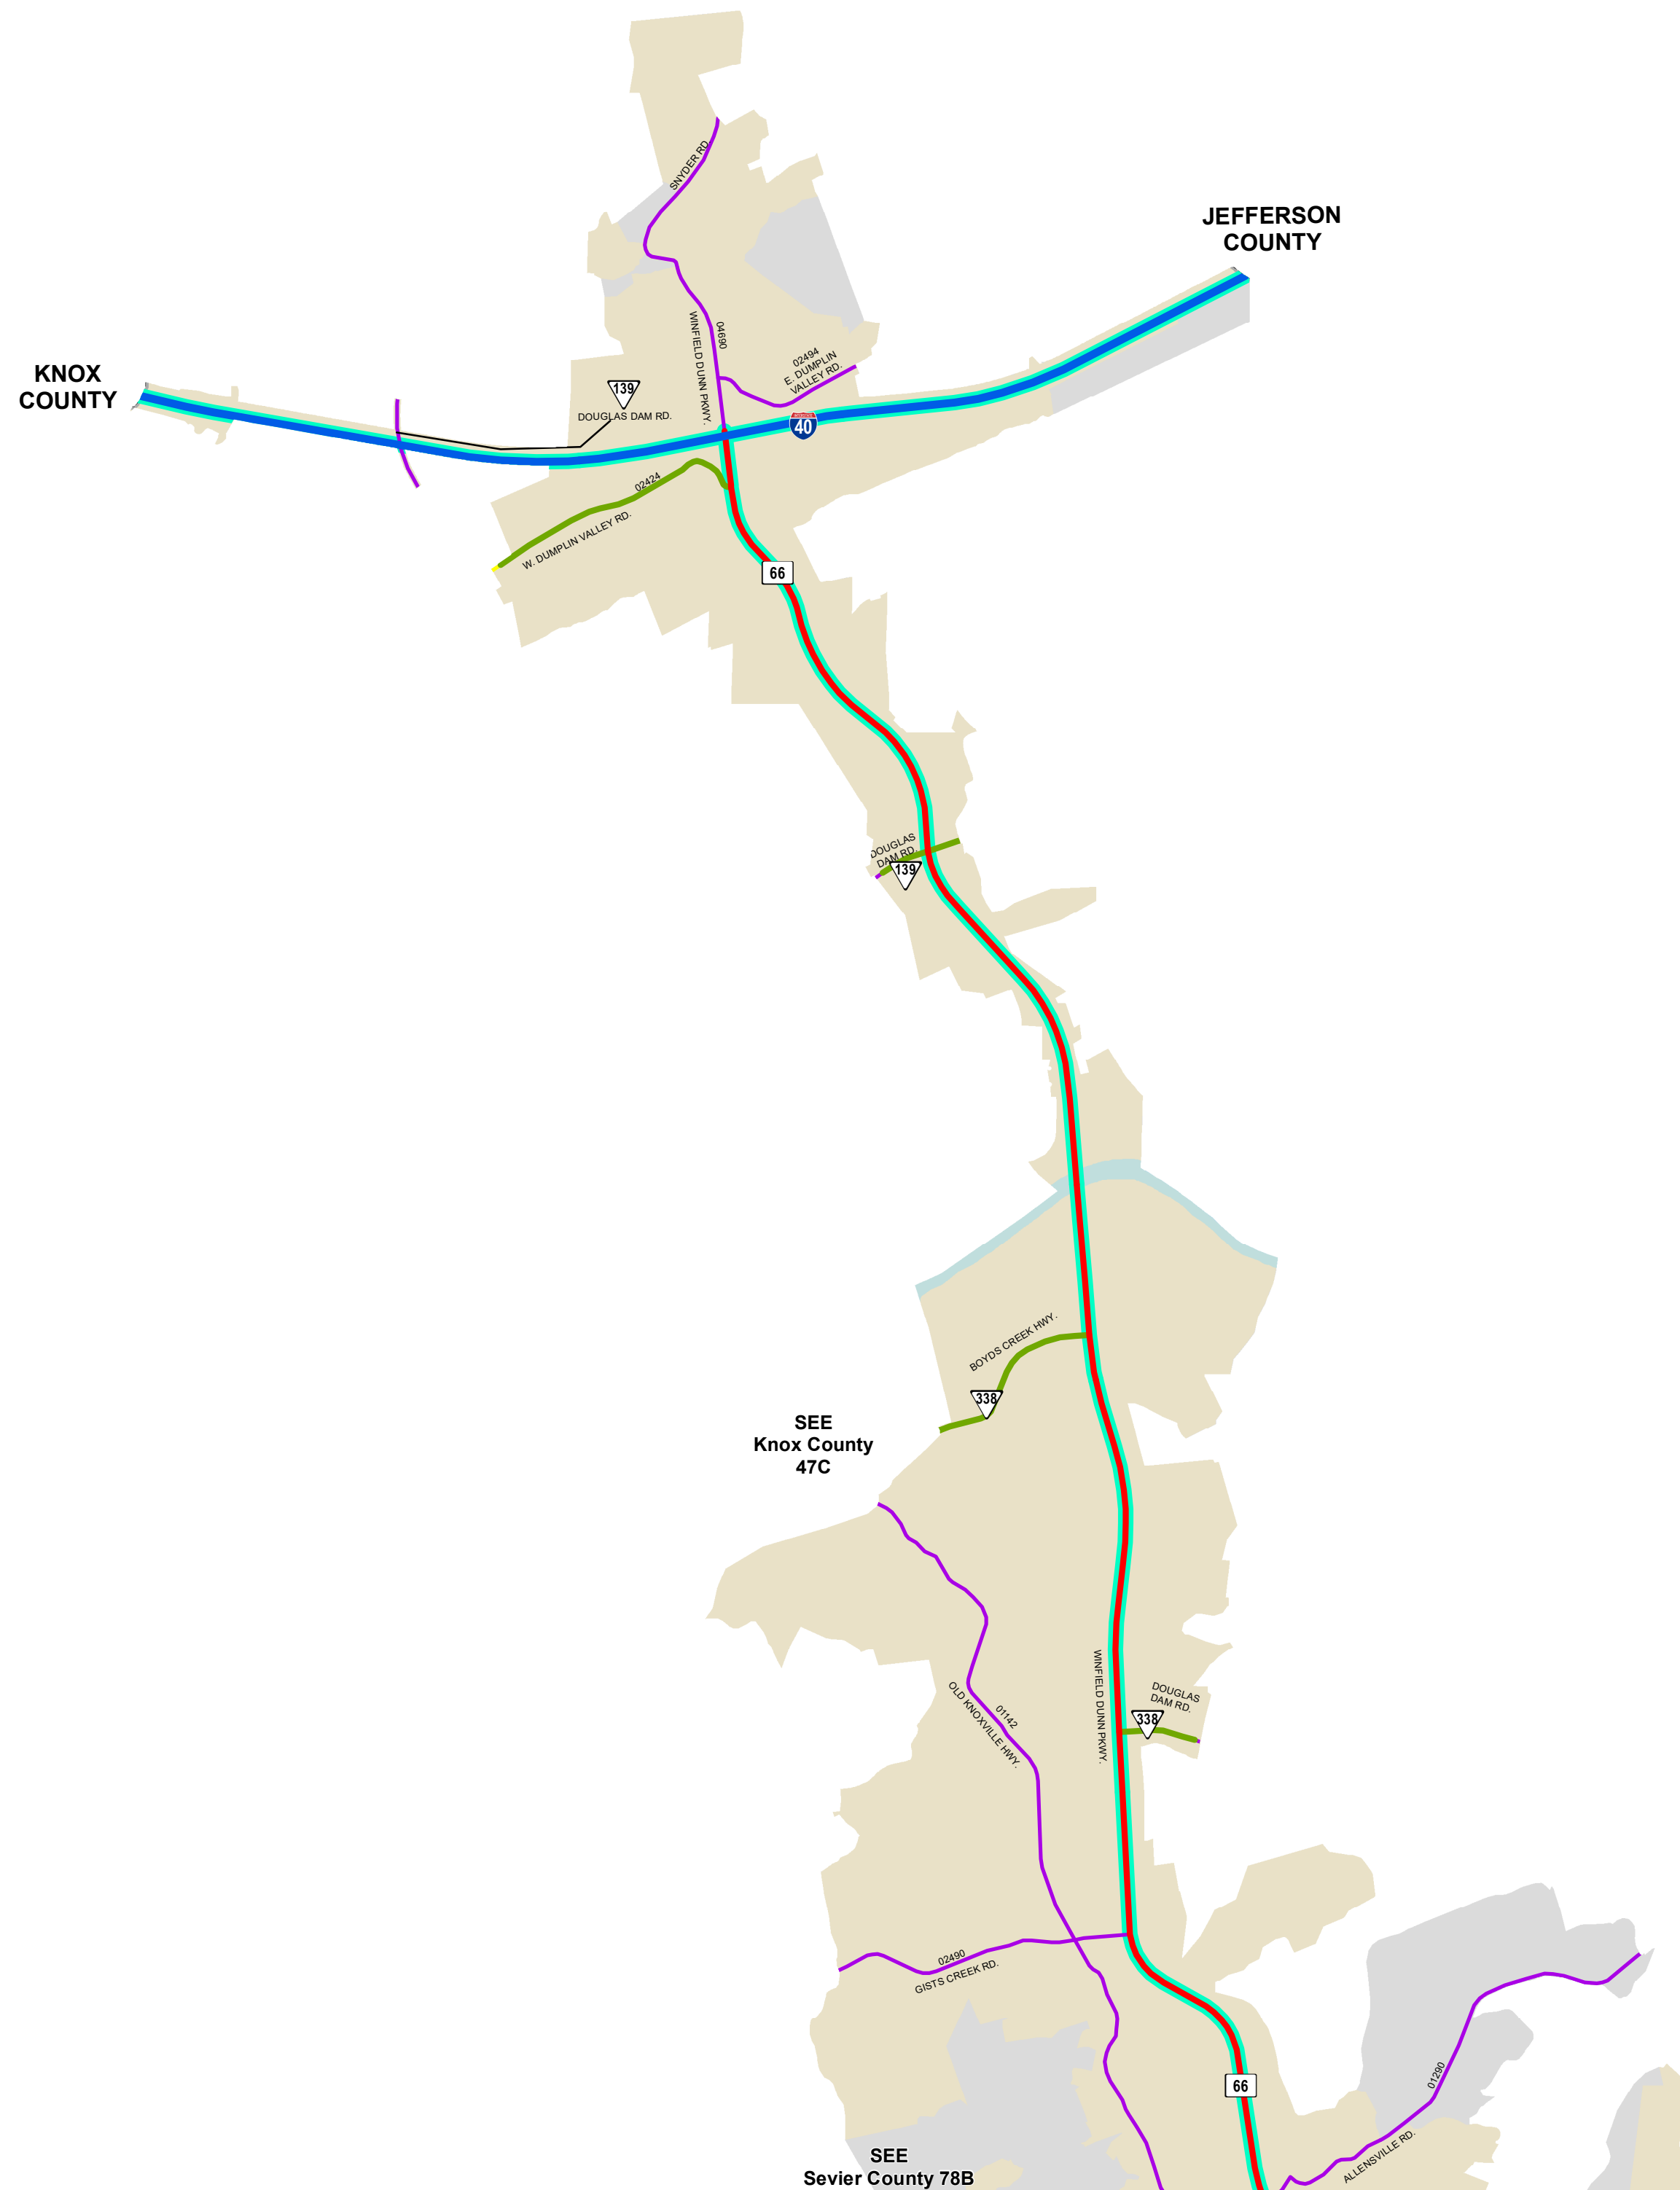 SNYDER RD
JEFFERSON
COUNTY
04690
WINFIELD DUNN PKWY.
02494
E. DUMPLIN
VALLEY RD.
KNOX
COUNTY
139
DOUGLAS DAM RD.
40
02424
W. DUMPLIN VALLEY RD.
66
DOUGLAS
DAM RD.
139
BOYDS CREEK HWY.
338
SEE
Knox County
47C
WINFIELD DUNN PKWY.
DOUGLAS
DAM RD.
338
01142
OLD KNOXVILLE HWY.
02490
GISTS CREEK RD.
66
01290
ALLENSVILLE RD.
SEE
Sevier County 78B